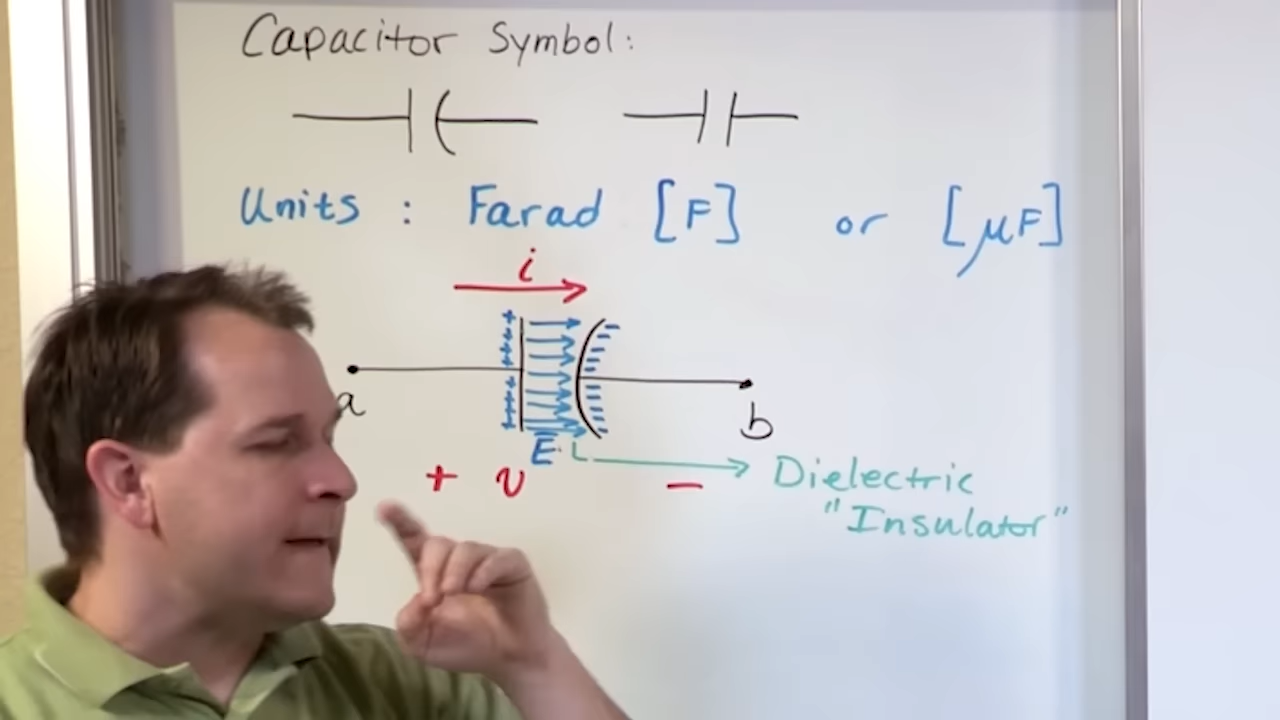 Capacitor Symbol:
Units : Farad [F] or [μF]
i
a
b
E
+ v −
Dielectric
"Insulator"